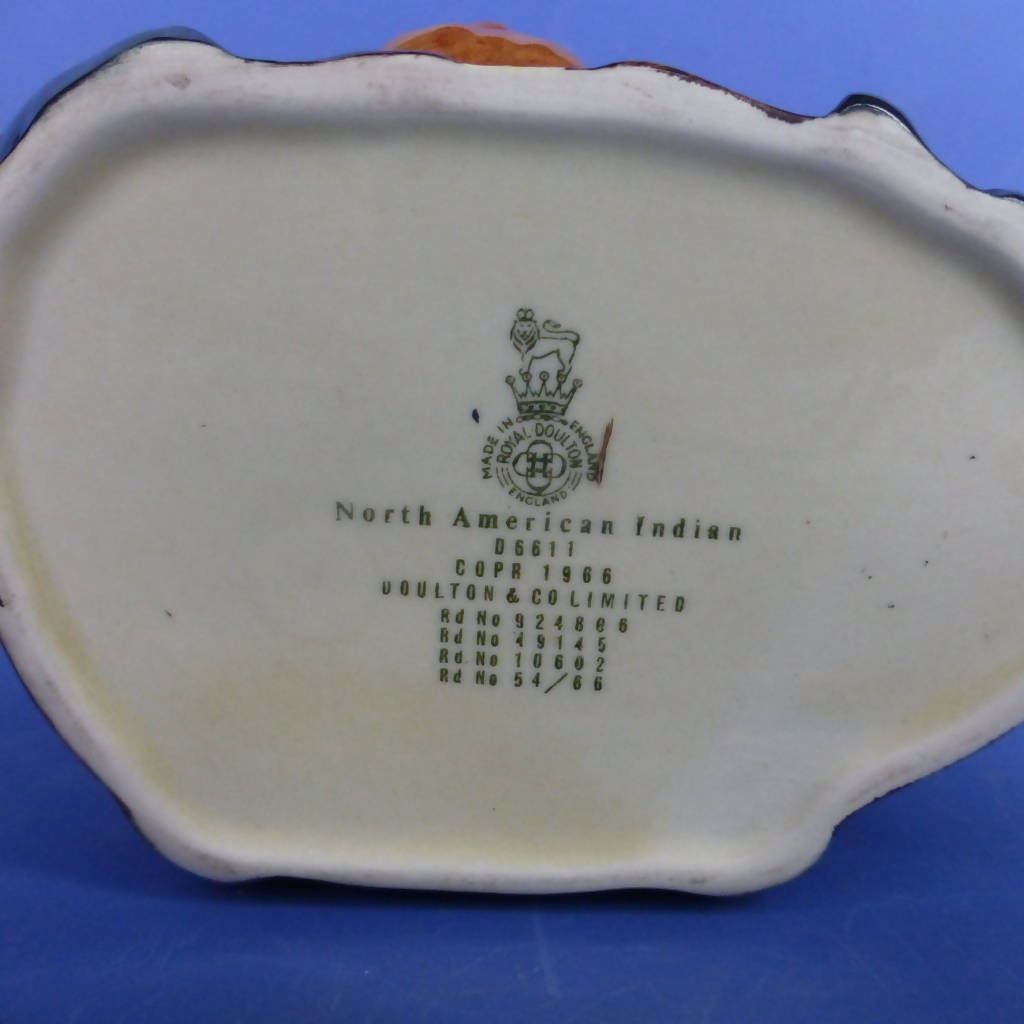 MADE IN ENGLAND
ROYAL DOULTON
ENGLAND
North American Indian
D6611
COPR 1966
DOULTON & CO LIMITED
Rd No 924806
Rd No 49145
Rd No 10602
Rd No 54/66